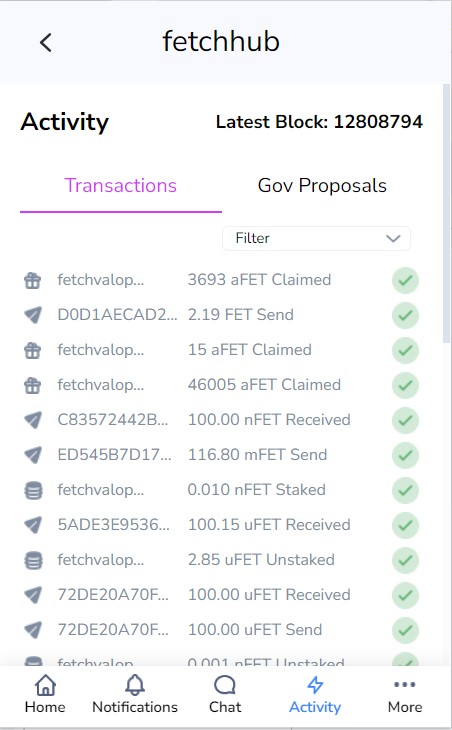 fetchhub
Activity Latest Block: 12808794
Transactions Gov Proposals
Filter
fetchvalop... 3693 aFET Claimed
D0D1AECAD2... 2.19 FET Send
fetchvalop... 15 aFET Claimed
fetchvalop... 46005 aFET Claimed
C83572442B... 100.00 nFET Received
ED545B7D17... 116.80 mFET Send
fetchvalop... 0.010 nFET Staked
5ADE3E9536... 100.15 uFET Received
fetchvalop... 2.85 uFET Unstaked
72DE20A70F... 100.00 uFET Received
72DE20A70F... 100.00 uFET Send
fetchvalop... 0.001 nFET Unstaked
Home Notifications Chat Activity More